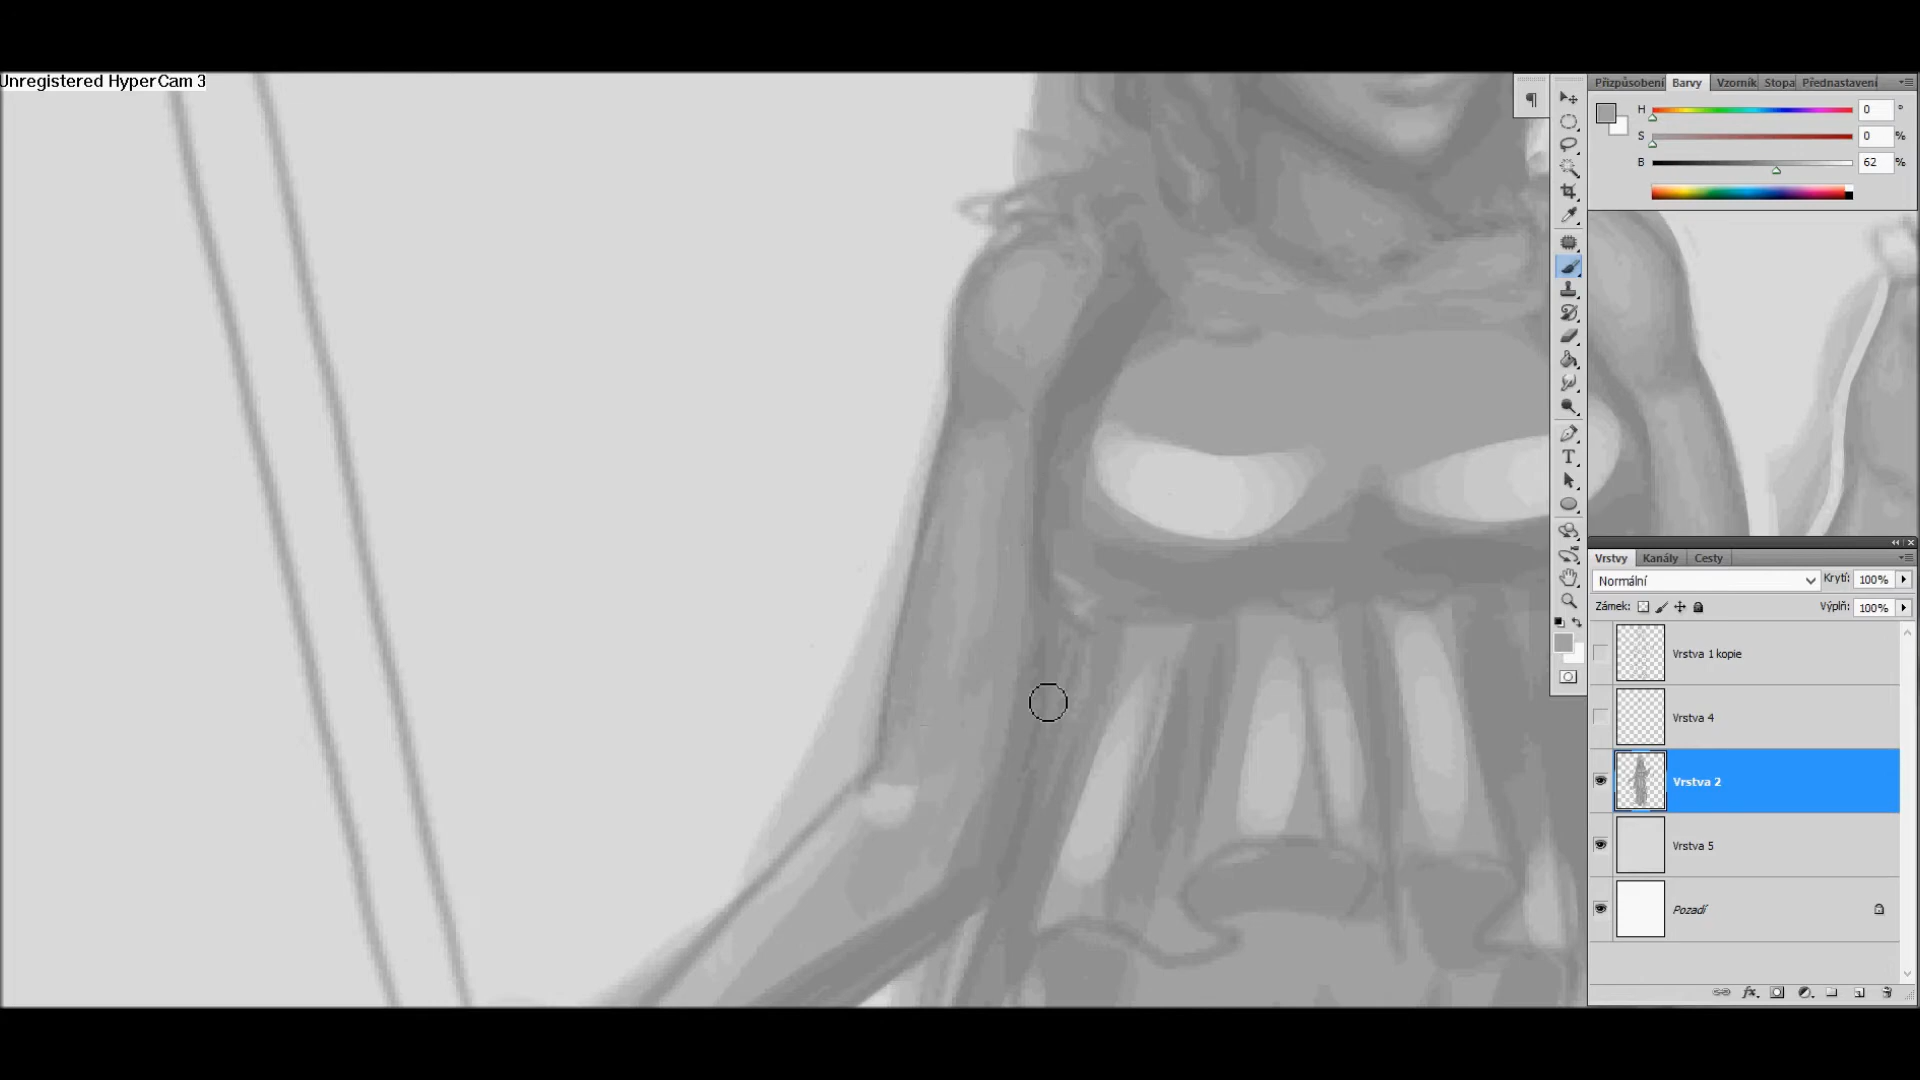 Unregistered HyperCam 3
Přizpůsobení Barvy Vzorník Stopa Přednastavení
H 0 °
S 0 %
B 62 %
T
Vrstvy Kanály Cesty
Normální Krytí: 100%
Zámek: Výplň: 100%
Vrstva 1 kopie
Vrstva 4
Vrstva 2
Vrstva 5
Pozadí
fx